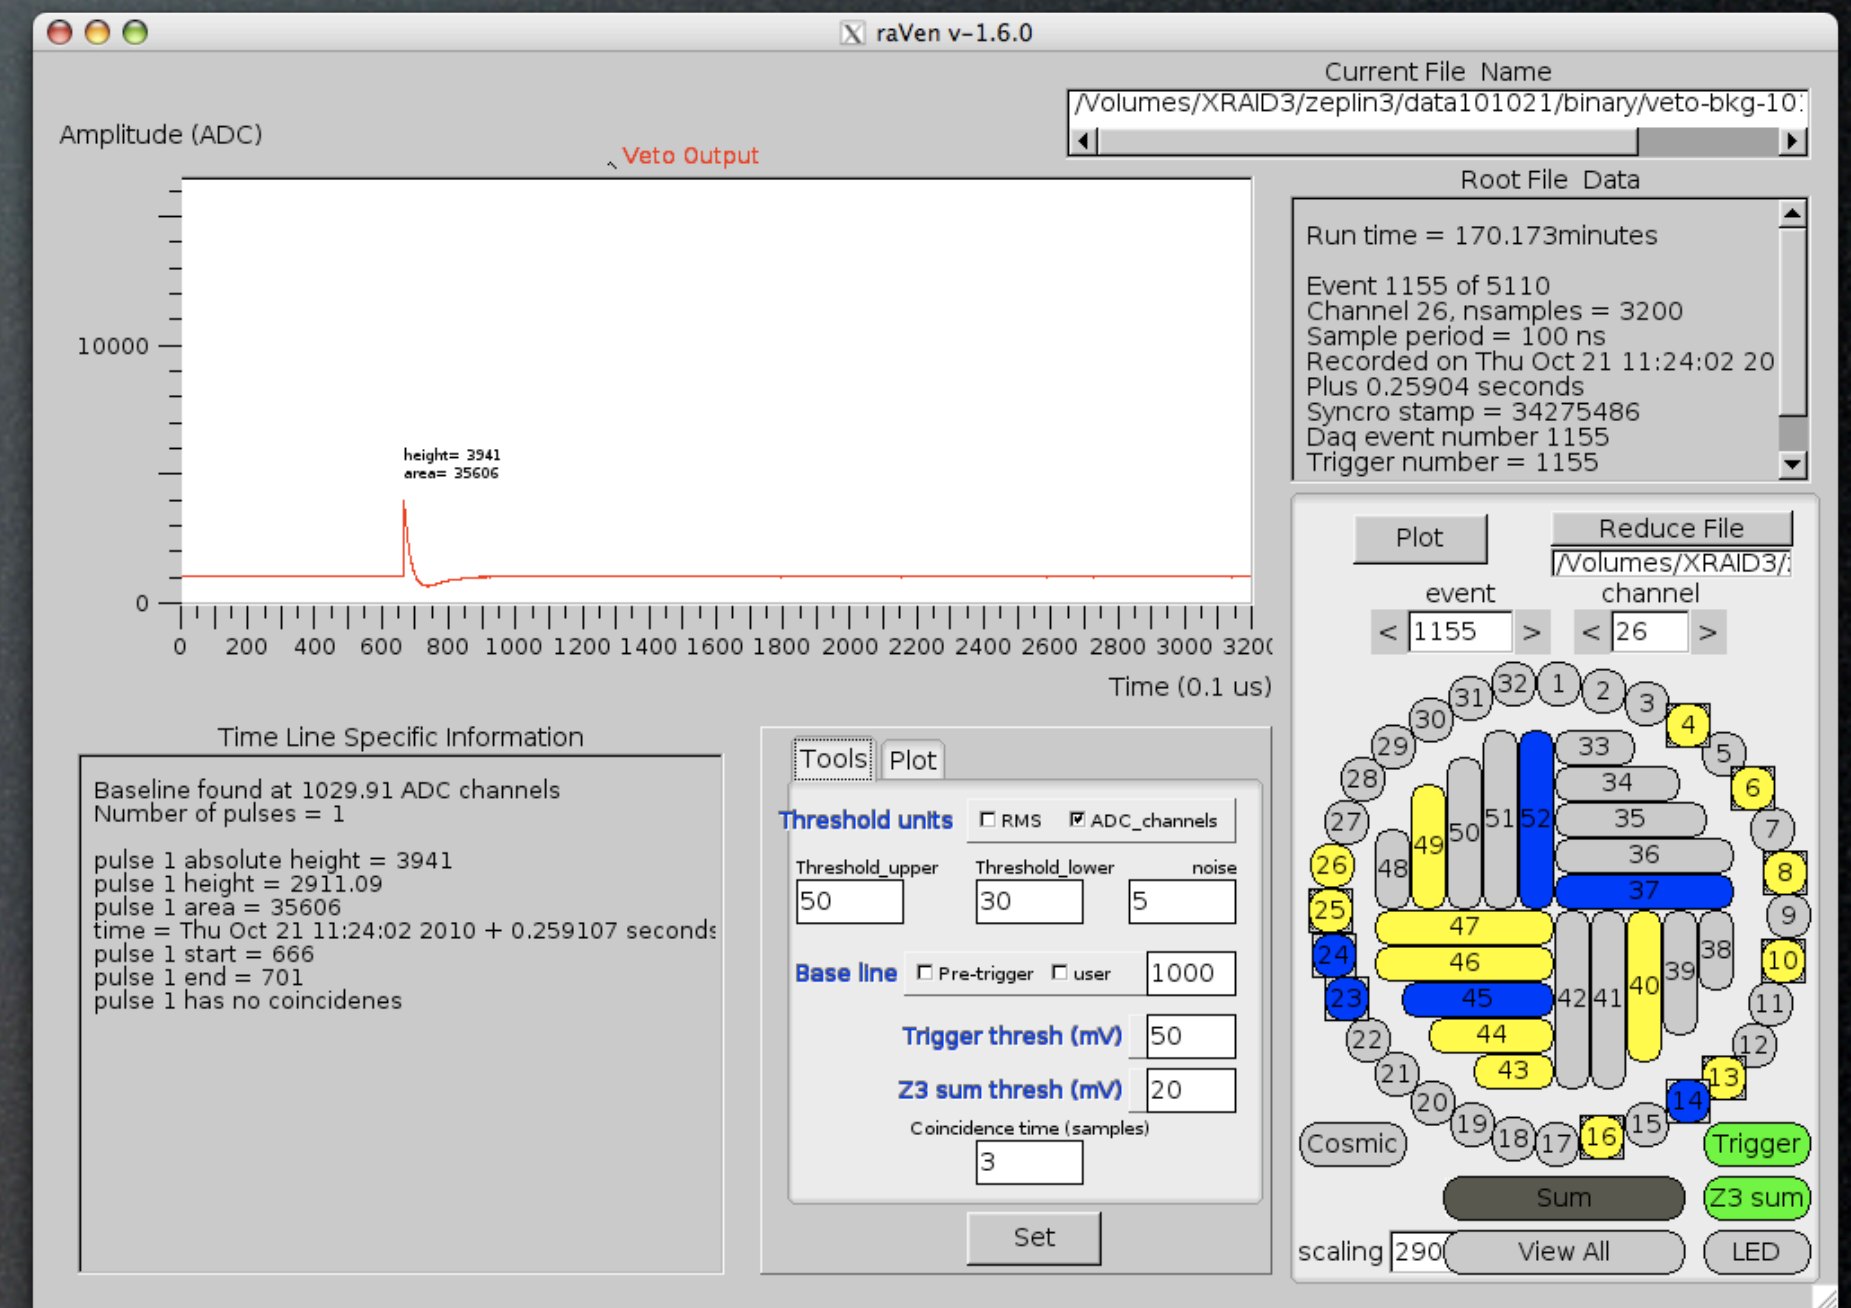 raVen v-1.6.0
Current File Name
/Volumes/XRAID3/zeplin3/data101021/binary/veto-bkg-10
Amplitude (ADC)
Veto Output
10000
0
height= 3941
area= 35606
0 200 400 600 800 1000 1200 1400 1600 1800 2000 2200 2400 2600 2800 3000 320
Time (0.1 us)
Root File Data
Run time = 170.173minutes
Event 1155 of 5110
Channel 26, nsamples = 3200
Sample period = 100 ns
Recorded on Thu Oct 21 11:24:02 20
Plus 0.25904 seconds
Syncro stamp = 34275486
Daq event number 1155
Trigger number = 1155
Time Line Specific Information
Baseline found at 1029.91 ADC channels
Number of pulses = 1
pulse 1 absolute height = 3941
pulse 1 height = 2911.09
pulse 1 area = 35606
time = Thu Oct 21 11:24:02 2010 + 0.259107 seconds
pulse 1 start = 666
pulse 1 end = 701
pulse 1 has no coincidenes
Tools Plot
Threshold units RMS ADC_channels
Threshold_upper Threshold_lower noise
50 30 5
Base line Pre-trigger user 1000
Trigger thresh (mV) 50
Z3 sum thresh (mV) 20
Coincidence time (samples)
3
Set
Plot
Reduce File
/Volumes/XRAID3/
event channel
< 1155 > < 26 >
1
2
3
4
5
6
7
8
9
10
11
12
13
14
15
16
17
18
19
20
21
22
23
24
25
26
27
28
29
30
31
32
33
34
35
36
37
38
39
40
41
42
43
44
45
46
47
48
49
50
51
52
Cosmic
Trigger
Sum
Z3 sum
scaling 290
View All
LED